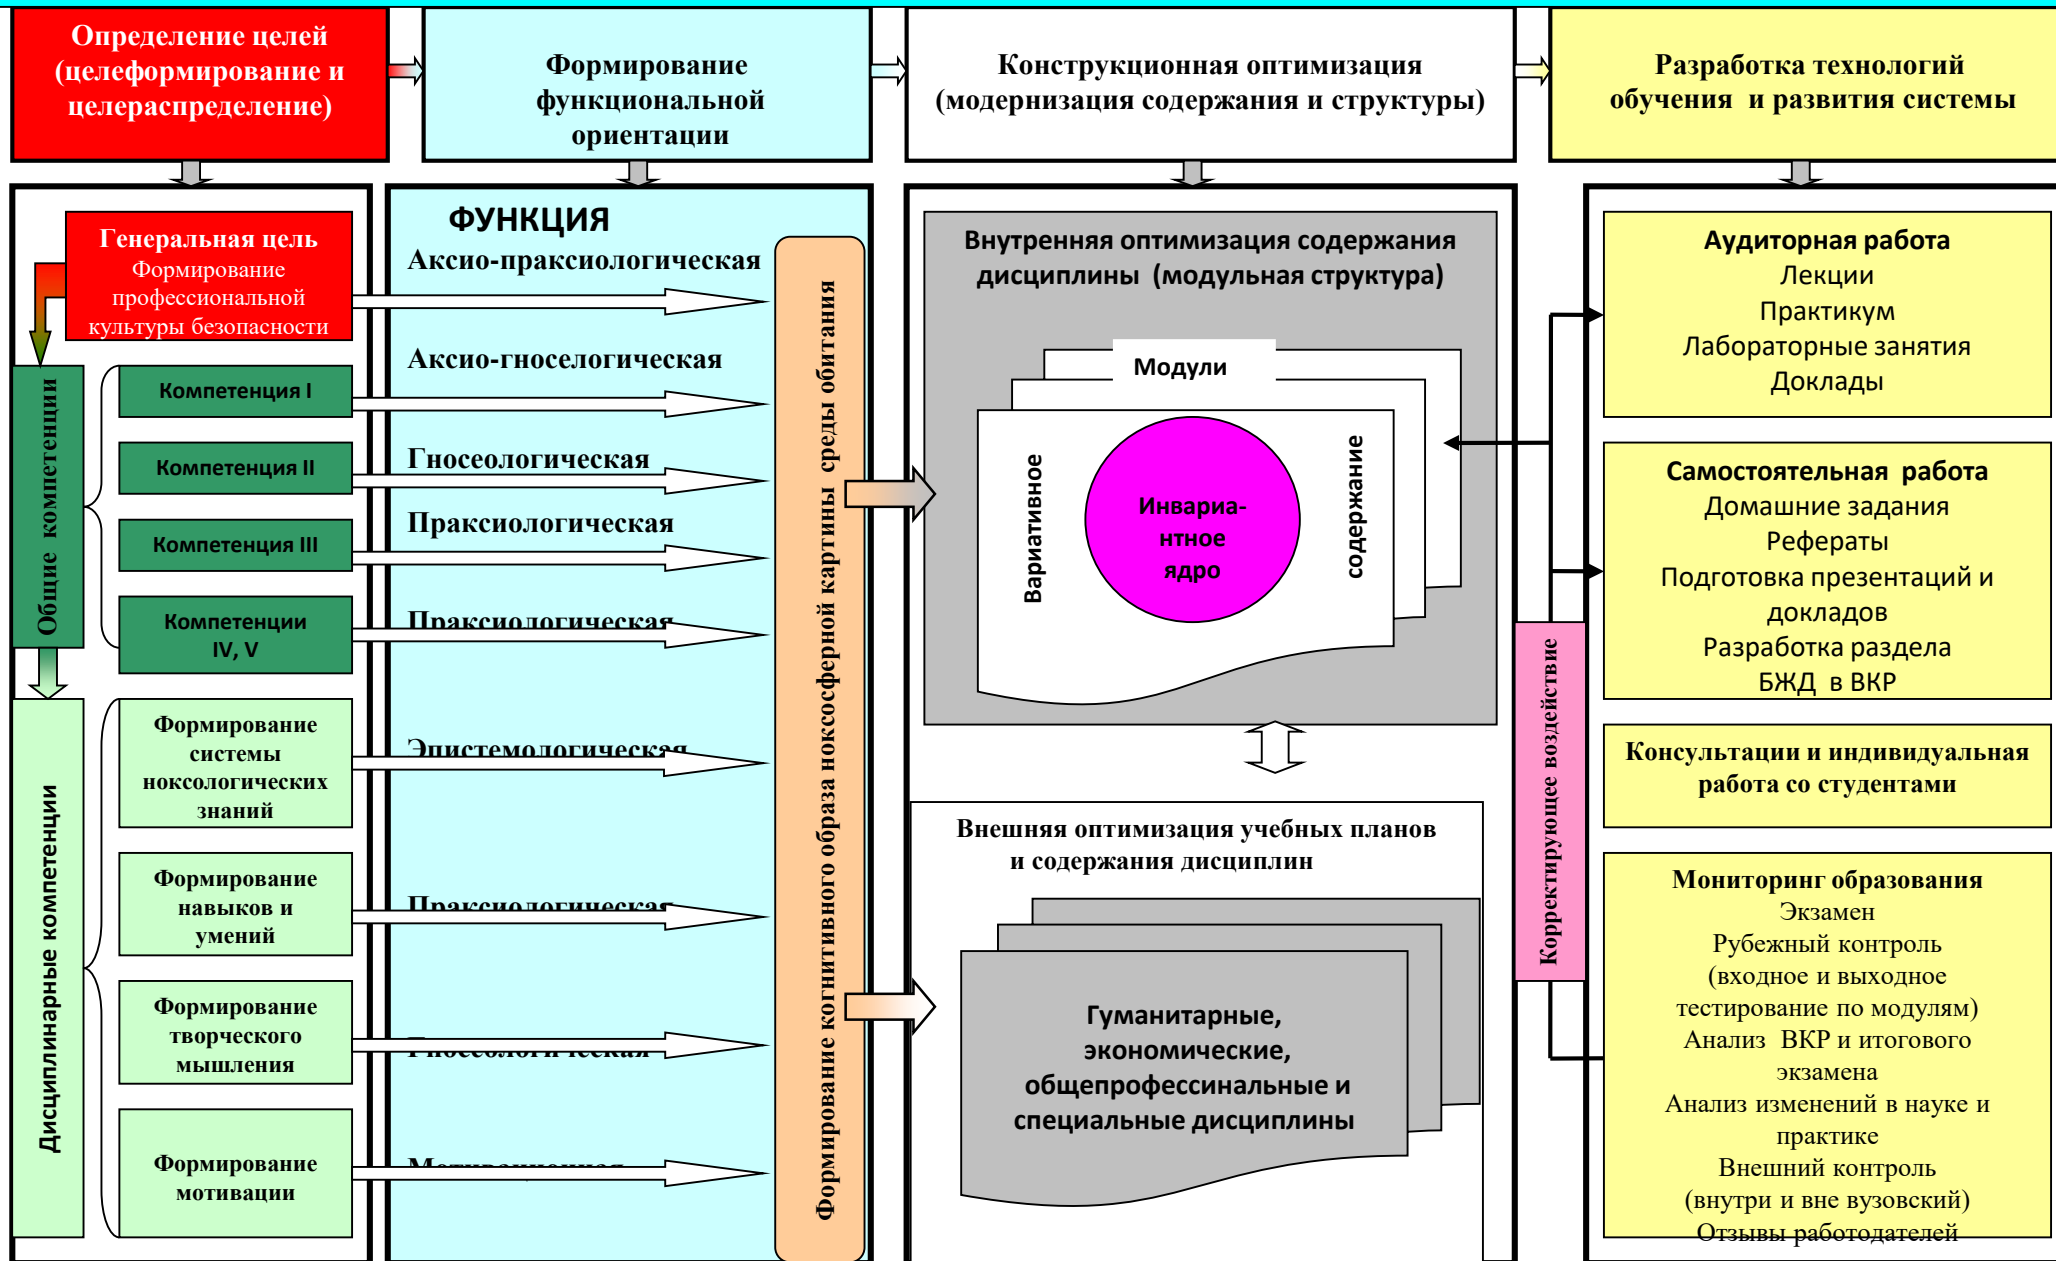 Определение целей
(целеформирование и
целераспределение)
Формирование
функциональной
ориентации
Конструкционная оптимизация
(модернизация содержания и структуры)
Разработка технологий
обучения и развития системы
Генеральная цель
Формирование
профессиональной
культуры безопасности
Общие компетенции
Компетенция I
Компетенция II
Компетенция III
Компетенции
IV, V
Дисциплинарные компетенции
Формирование
системы
ноксологических
знаний
Формирование
навыков и
умений
Формирование
творческого
мышления
Формирование
мотивации
ФУНКЦИЯ
Аксио-праксиологическая
Аксио-гноселогическая
Гносеологическая
Праксиологическая
Праксиологическая
Эпистемологическая
Праксиологическая
Гносеологическая
Мотивационная
Формирование когнитивного образа ноксосферной картины среды обитания
Внутренняя оптимизация содержания
дисциплины (модульная структура)
Модули
Вариативное
содержание
Инвариа-
нтное
ядро
Внешняя оптимизация учебных планов
и содержания дисциплин
Гуманитарные,
экономические,
общепрофессинальные и
специальные дисциплины
Корректирующее воздействие
Аудиторная работа
Лекции
Практикум
Лабораторные занятия
Доклады
Самостоятельная работа
Домашние задания
Рефераты
Подготовка презентаций и
докладов
Разработка раздела
БЖД в ВКР
Консультации и индивидуальная
работа со студентами
Мониторинг образования
Экзамен
Рубежный контроль
(входное и выходное
тестирование по модулям)
Анализ ВКР и итогового
экзамена
Анализ изменений в науке и
практике
Внешний контроль
(внутри и вне вузовский)
Отзывы работодателей